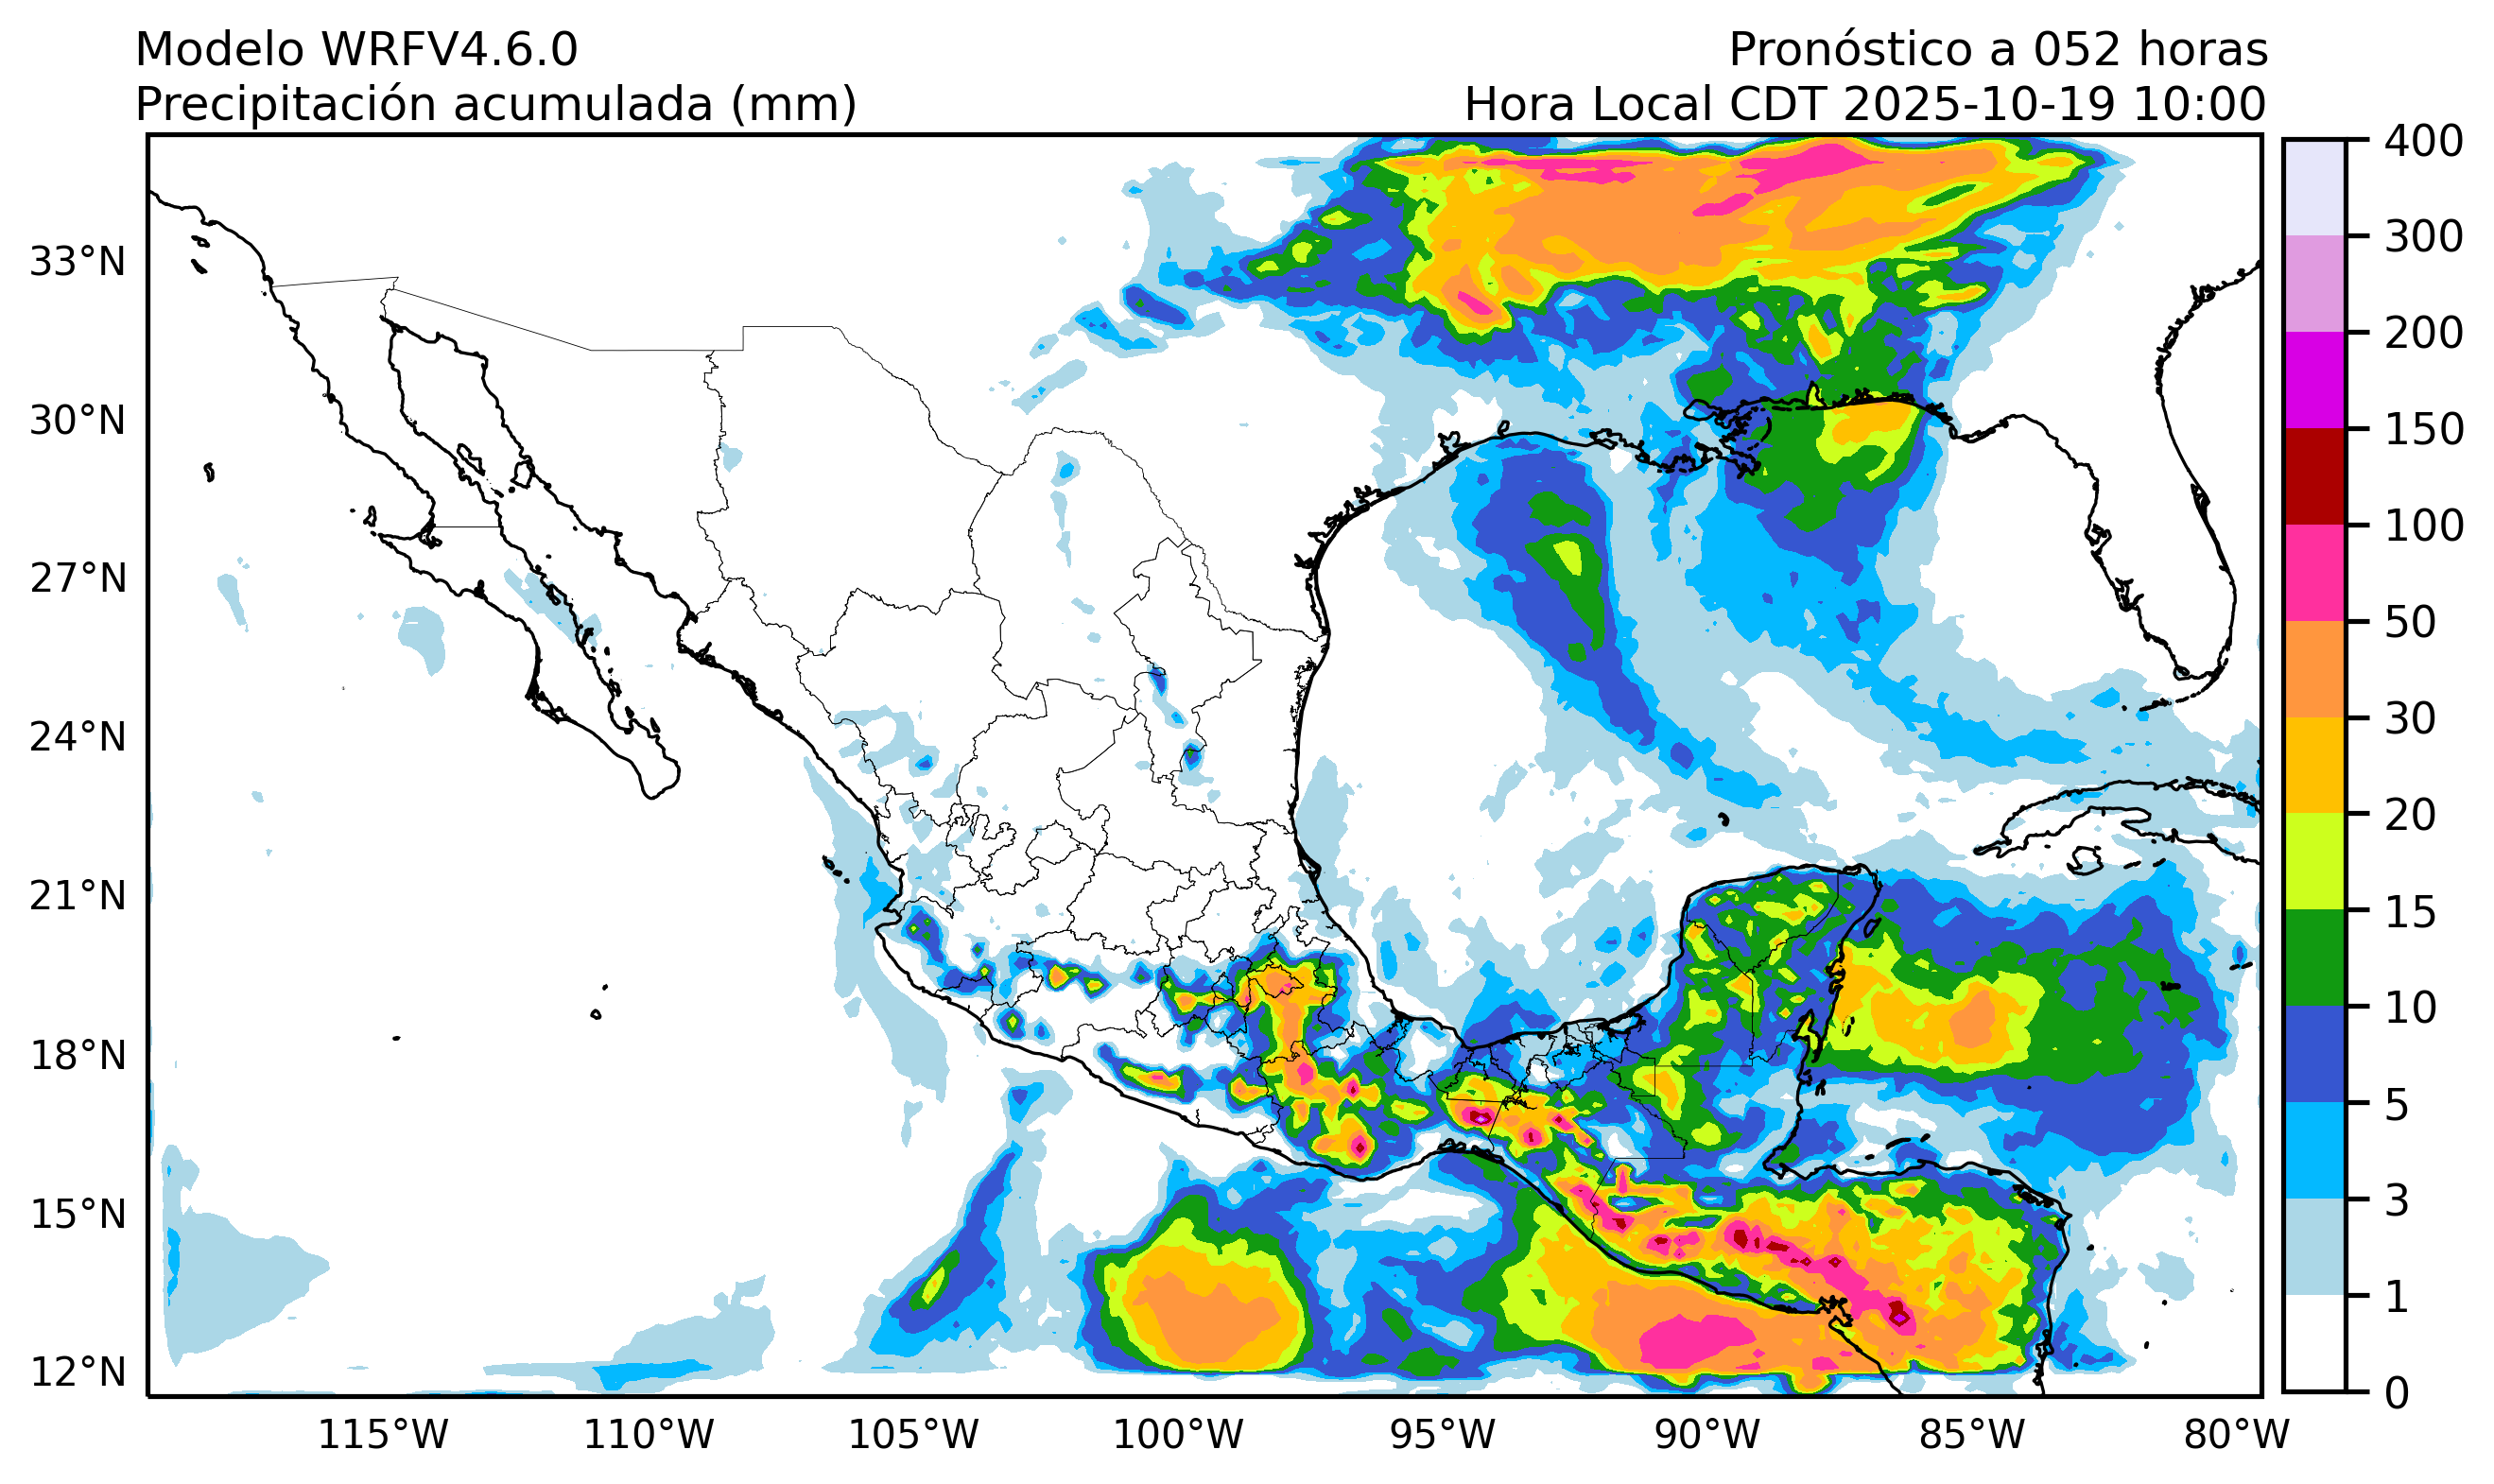 Modelo WRFV4.6.0
Pronóstico a 052 horas
Precipitación acumulada (mm)
Hora Local CDT 2025-10-19 10:00
33°N
30°N
27°N
24°N
21°N
18°N
15°N
12°N
115°W
110°W
105°W
100°W
95°W
90°W
85°W
80°W
400
300
200
150
100
50
30
20
15
10
5
3
1
0